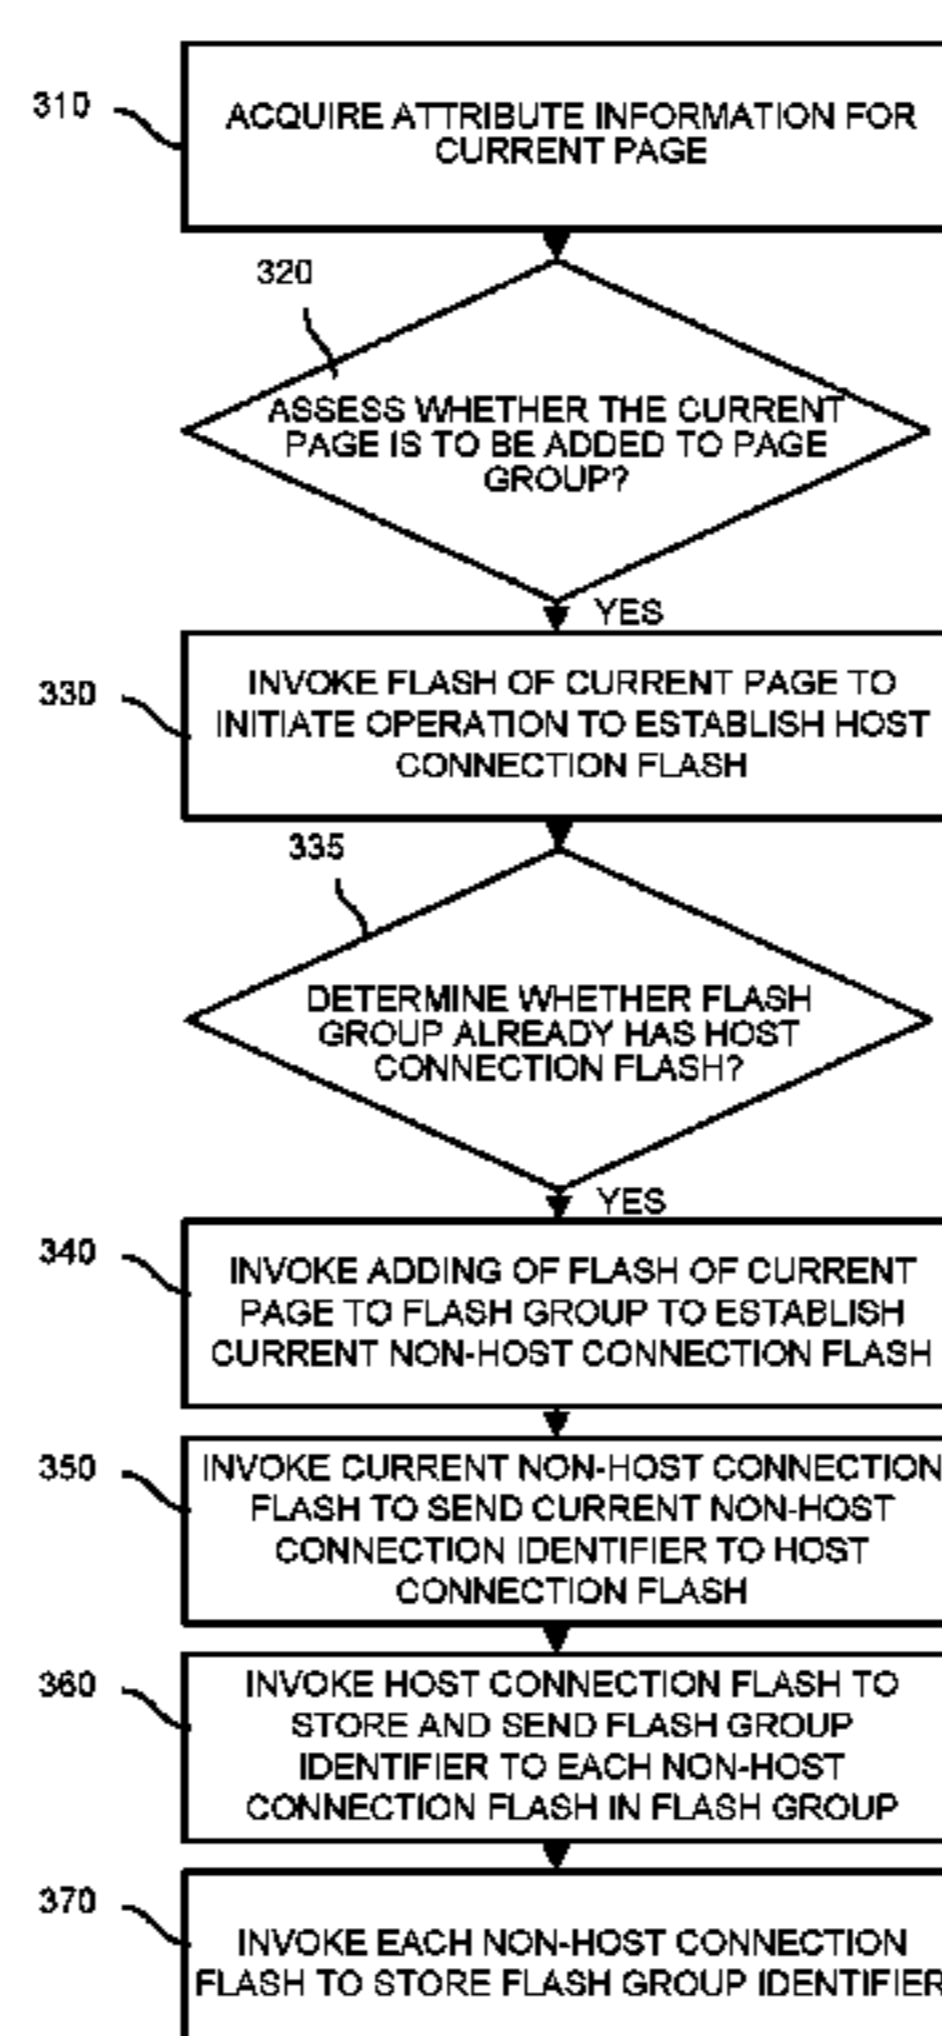 310
ACQUIRE ATTRIBUTE INFORMATION FOR
CURRENT PAGE
320
ASSESS WHETHER THE CURRENT
PAGE IS TO BE ADDED TO PAGE
GROUP?
YES
330
INVOKE FLASH OF CURRENT PAGE TO
INITIATE OPERATION TO ESTABLISH HOST
CONNECTION FLASH
335
DETERMINE WHETHER FLASH
GROUP ALREADY HAS HOST
CONNECTION FLASH?
YES
340
INVOKE ADDING OF FLASH OF CURRENT
PAGE TO FLASH GROUP TO ESTABLISH
CURRENT NON-HOST CONNECTION FLASH
350
INVOKE CURRENT NON-HOST CONNECTION
FLASH TO SEND CURRENT NON-HOST
CONNECTION IDENTIFIER TO HOST
CONNECTION FLASH
360
INVOKE HOST CONNECTION FLASH TO
STORE AND SEND FLASH GROUP
IDENTIFIER TO EACH NON-HOST
CONNECTION FLASH IN FLASH GROUP
370
INVOKE EACH NON-HOST CONNECTION
FLASH TO STORE FLASH GROUP IDENTIFIER